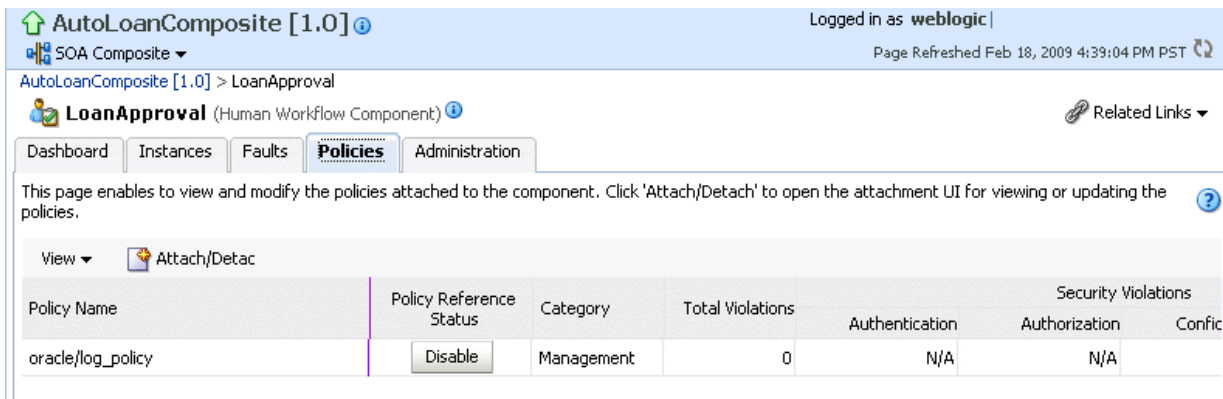 AutoLoanComposite [1.0]
Logged in as weblogic
SOA Composite
Page Refreshed Feb 18, 2009 4:39:04 PM PST
AutoLoanComposite [1.0] > LoanApproval
LoanApproval (Human Workflow Component)
Related Links
Dashboard Instances Faults Policies Administration
This page enables to view and modify the policies attached to the component. Click 'Attach/Detach' to open the attachment UI for viewing or updating the
policies.
View Attach/Detac
Policy Name Policy Reference Status Category Total Violations Security Violations
Authentication Authorization Confic
oracle/log_policy Disable Management 0 N/A N/A